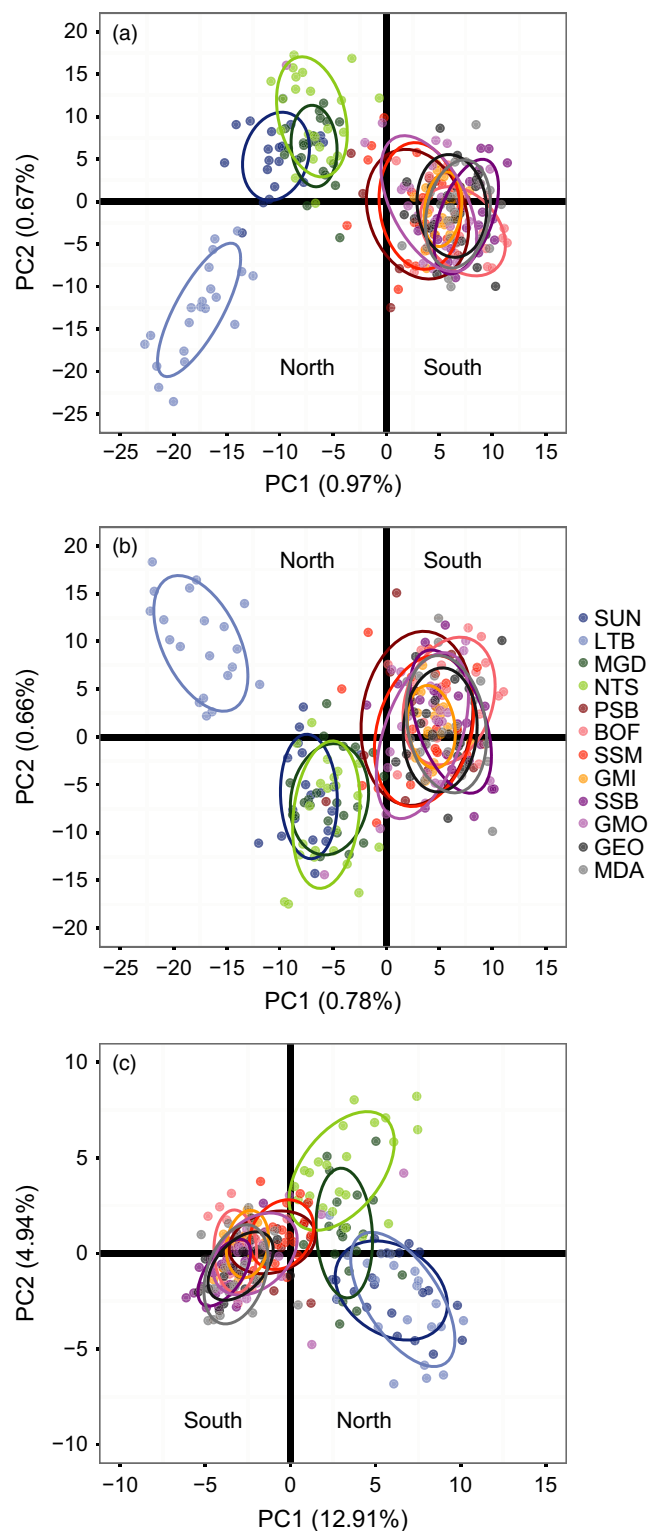 (a)
20
15
10
5
0
−5
−10
−15
−20
−25
PC2 (0.67%)
North
South
−25 −20 −15 −10 −5 0 5 10 15
PC1 (0.97%)
(b)
20
15
10
5
0
−5
−10
−15
−20
PC2 (0.66%)
North
South
−25 −20 −15 −10 −5 0 5 10 15
PC1 (0.78%)
SUN
LTB
MGD
NTS
PSB
BOF
SSM
GMI
SSB
GMO
GEO
MDA
(c)
10
5
0
−5
−10
PC2 (4.94%)
South
North
−10 −5 0 5 10 15
PC1 (12.91%)